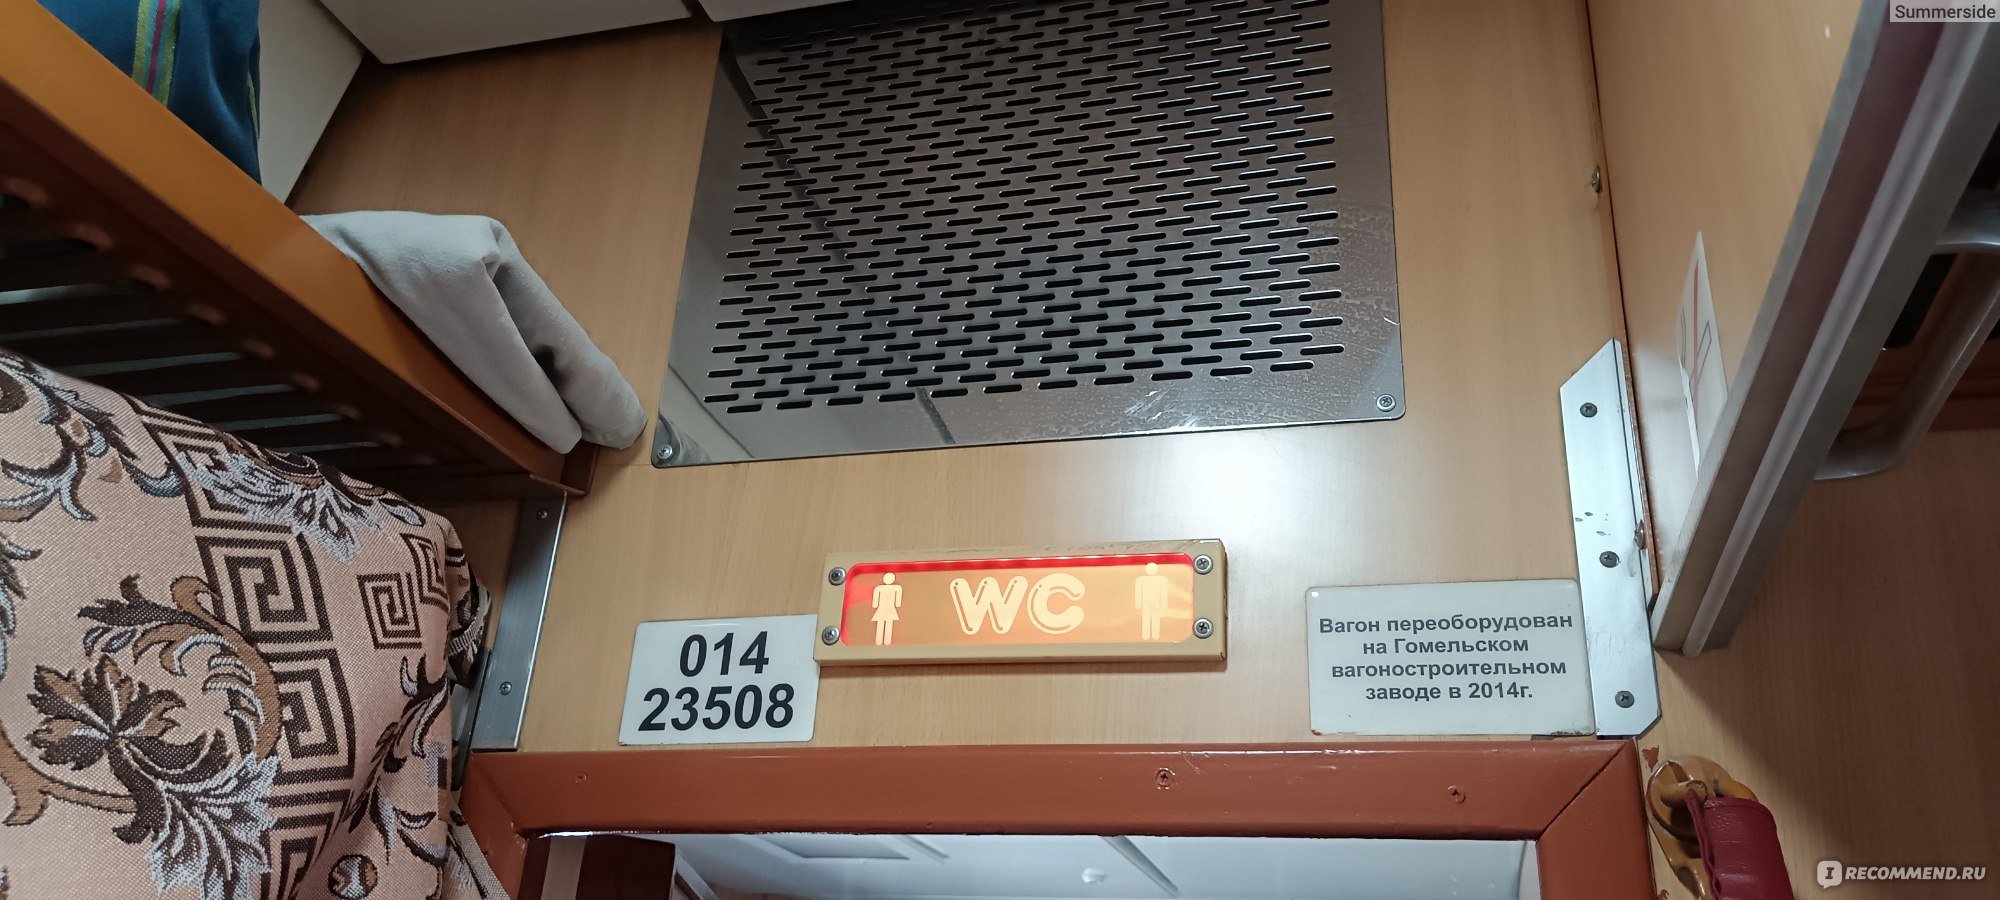 Summerside
WC
014
23508
Вагон переоборудован
на Гомельском
вагоностроительном
заводе в 2014г.
I RECOMMEND.RU